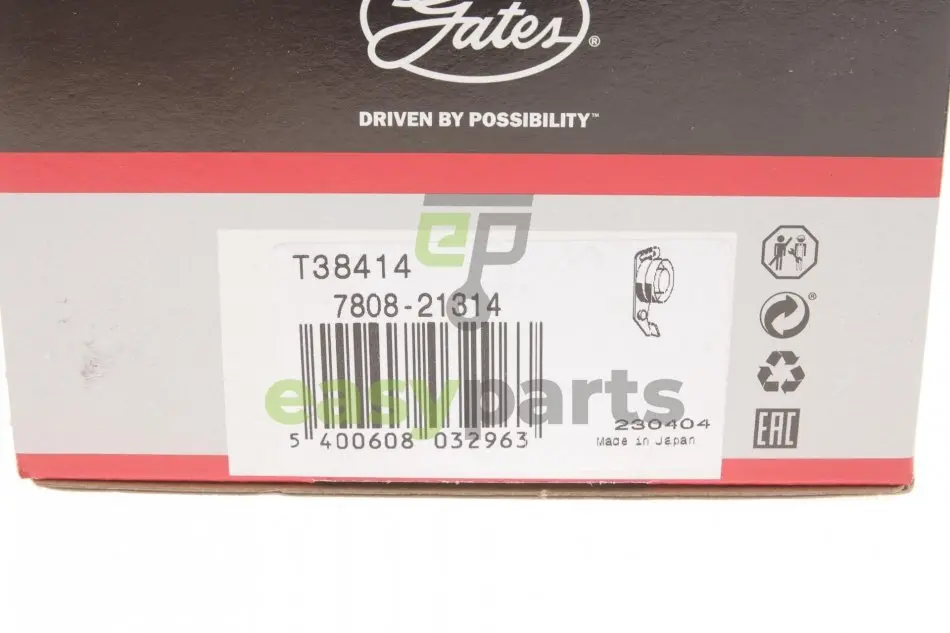 Gates®
DRIVEN BY POSSIBILITY™
ep
T38414
7808-21314
easyparts
5 400608 032963
230404
Made in Japan
EAC